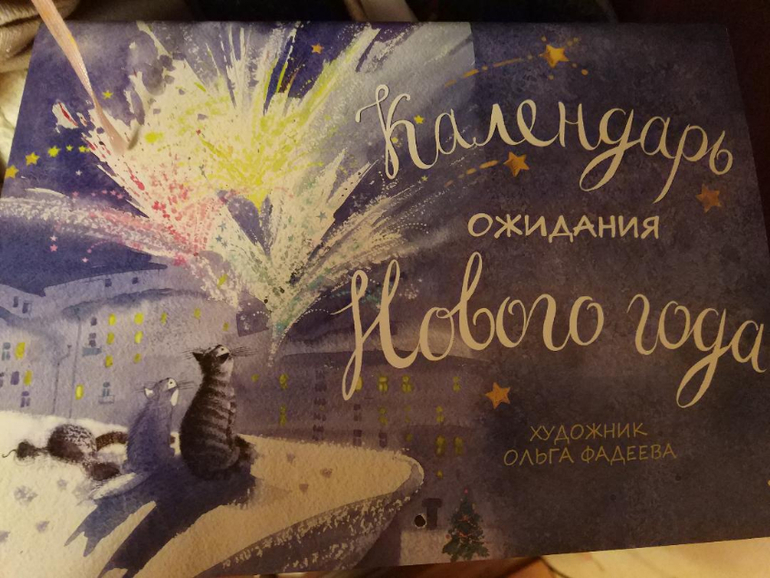 Календарь
ожидания
Нового года
художник
Ольга Фадеева